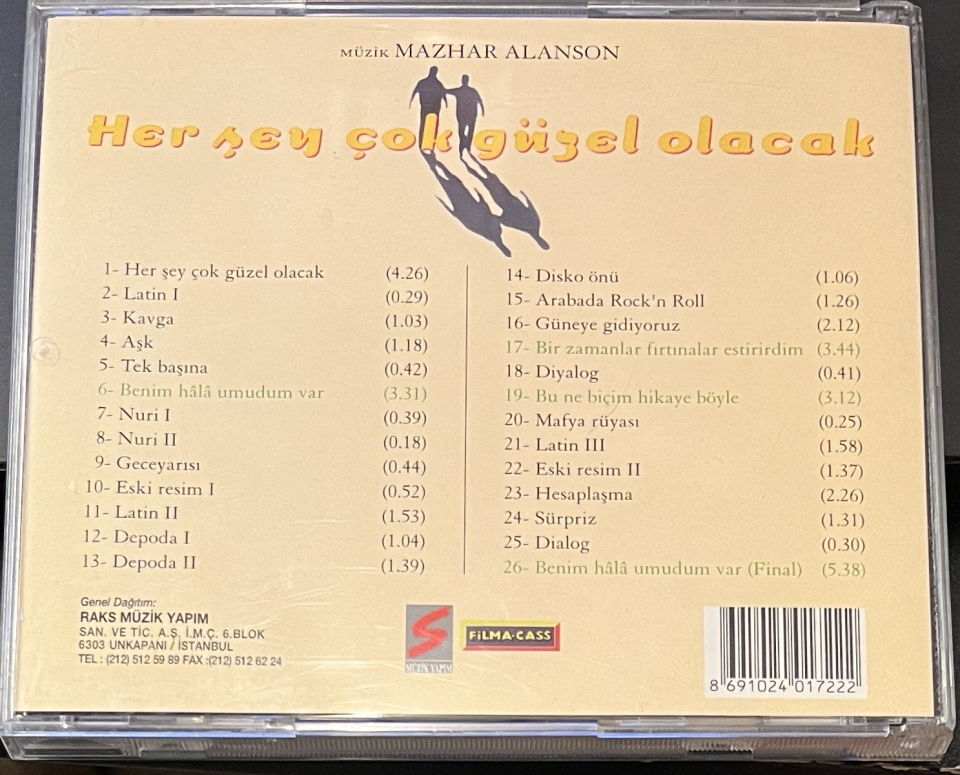 MÜZİK MAZHAR ALANSON
Her şey çok güzel olacak
1- Her şey çok güzel olacak (4.26)
2- Latin I (0.29)
3- Kavga (1.03)
4- Aşk (1.18)
5- Tek başına (0.42)
6- Benim hâlâ umudum var (3.31)
7- Nuri I (0.39)
8- Nuri II (0.18)
9- Geceyarısı (0.44)
10- Eski resim I (0.52)
11- Latin II (1.53)
12- Depoda I (1.04)
13- Depoda II (1.39)
14- Disko önü (1.06)
15- Arabada Rock'n Roll (1.26)
16- Güneye gidiyoruz (2.12)
17- Bir zamanlar fırtınalar estirirdim (3.44)
18- Diyalog (0.41)
19- Bu ne biçim hikaye böyle (3.12)
20- Mafya rüyası (0.25)
21- Latin III (1.58)
22- Eski resim II (1.37)
23- Hesaplaşma (2.26)
24- Sürpriz (1.31)
25- Dialog (0.30)
26- Benim hâlâ umudum var (Final) (5.38)
Genel Dağıtım:
RAKS MÜZİK YAPIM
SAN. VE TİC. A.Ş. İ.M.Ç. 6.BLOK
6303 UNKAPANI / İSTANBUL
TEL : (212) 512 59 89 FAX :(212) 512 62 24
S
MÜZİK YAPIM
FİLMA-CASS
8 691024 017222